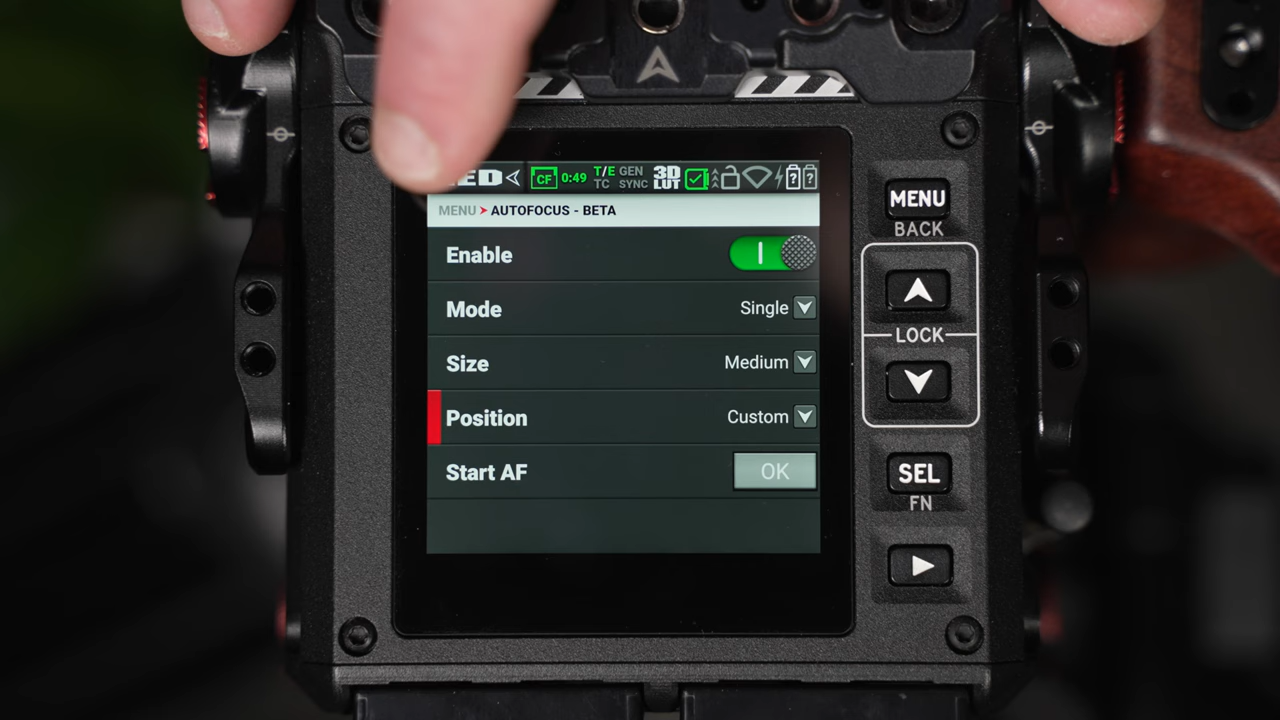 CF 0:49 T/E GEN 3D
TC SYNC LUT
MENU AUTOFOCUS - BETA
Enable
Mode Single
Size Medium
Position Custom
Start AF OK
MENU
BACK
LOCK
SEL
FN